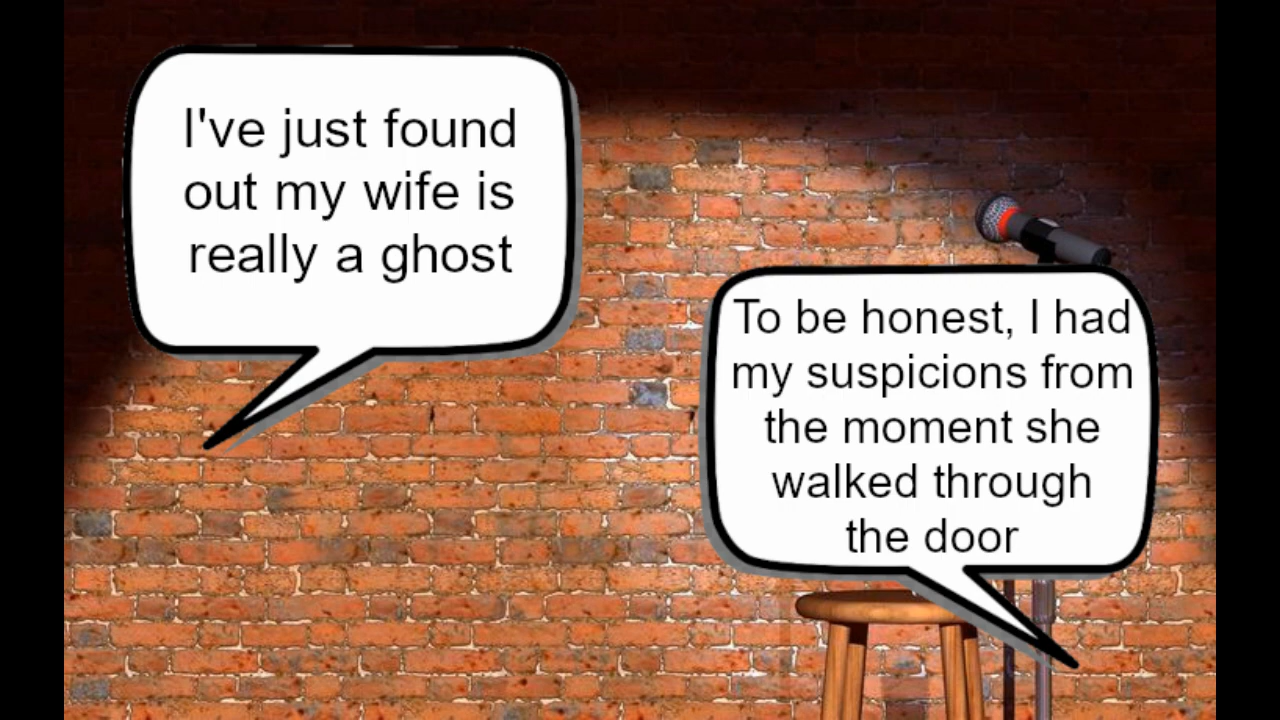 I've just found
out my wife is
really a ghost
To be honest, I had
my suspicions from
the moment she
walked through
the door